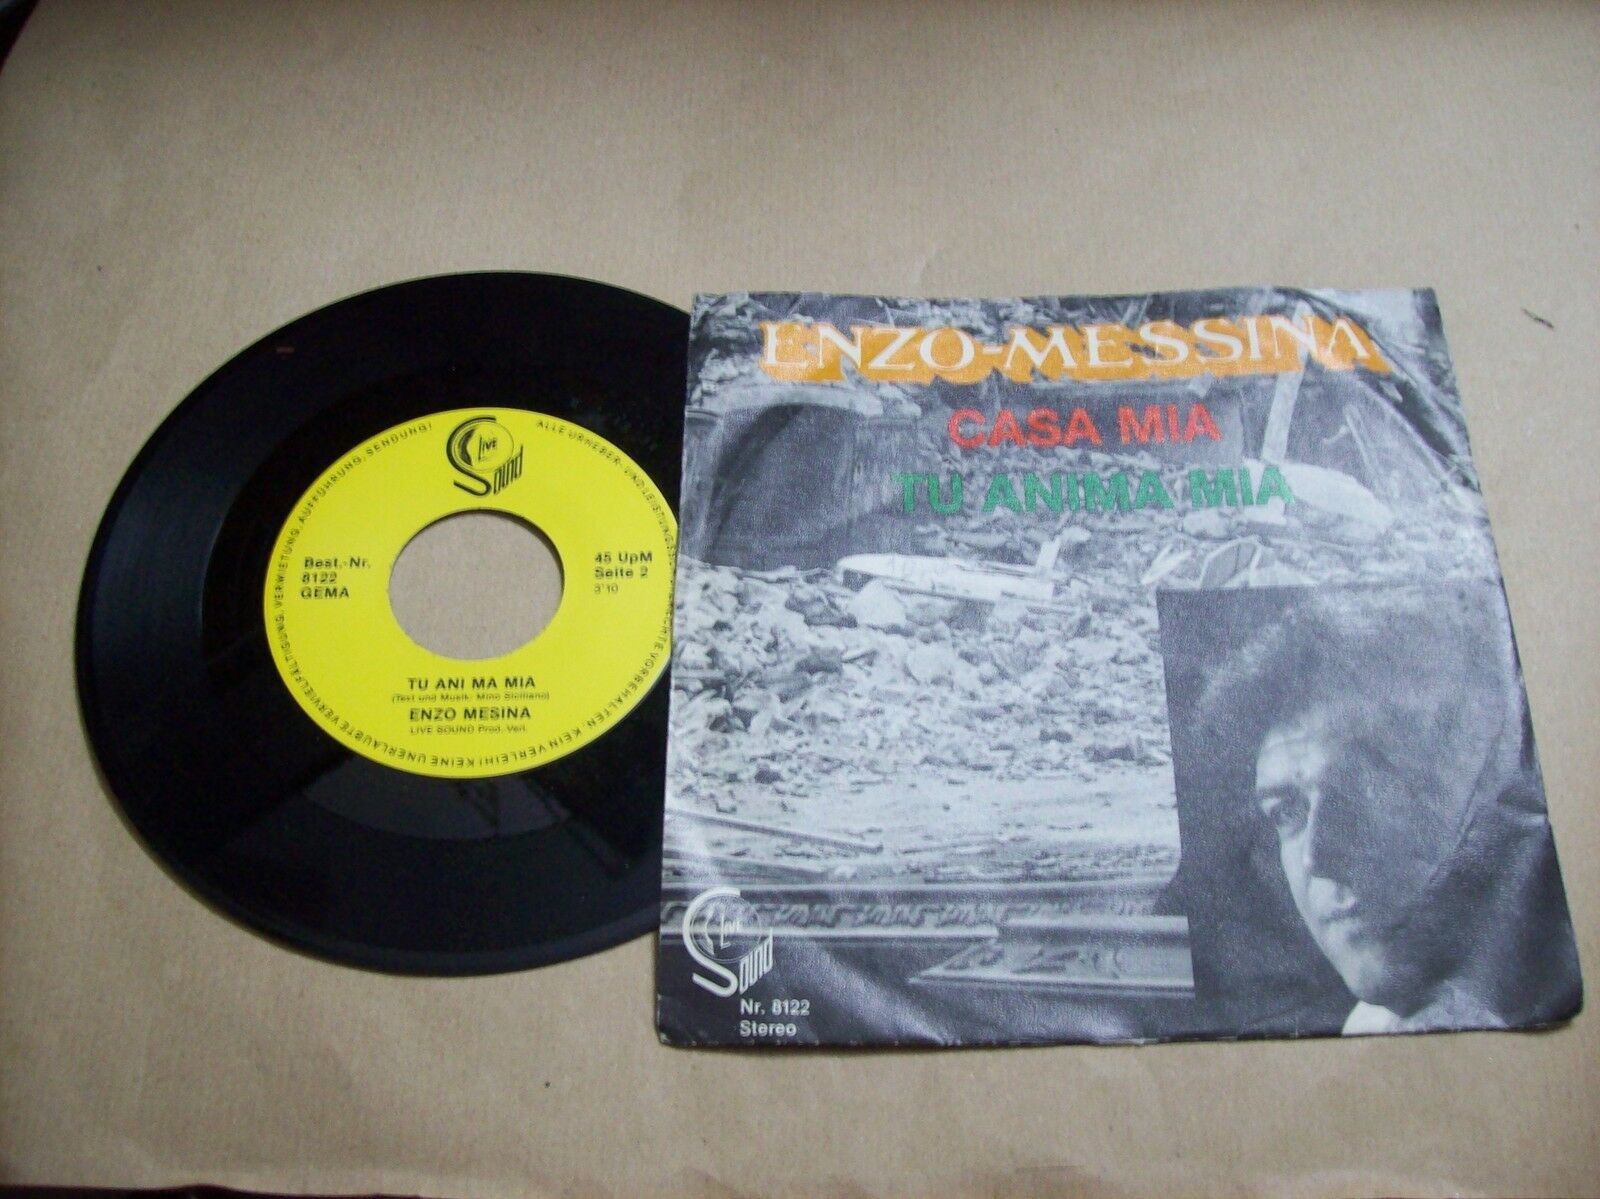 LIVE
Sound
ALLE URHEBER- UND LEISTUNGS
VORBEHALTEN. KEIN VERLEIH! KEINE UNERLAUBTE VERVIELFÄLTIGUNG, VERMIETUNG, AUFFÜHRUNG, SENDUNG!
Best.-Nr.
8122
GEMA
45 UpM
Seite 2
3'10
TU ANI MA MIA
(Text und Musik: Mino Siciliano)
ENZO MESINA
LIVE SOUND Prod. Verl.
ENZO-MESSINA
CASA MIA
TU ANIMA MIA
LIVE
Sound
Nr. 8122
Stereo